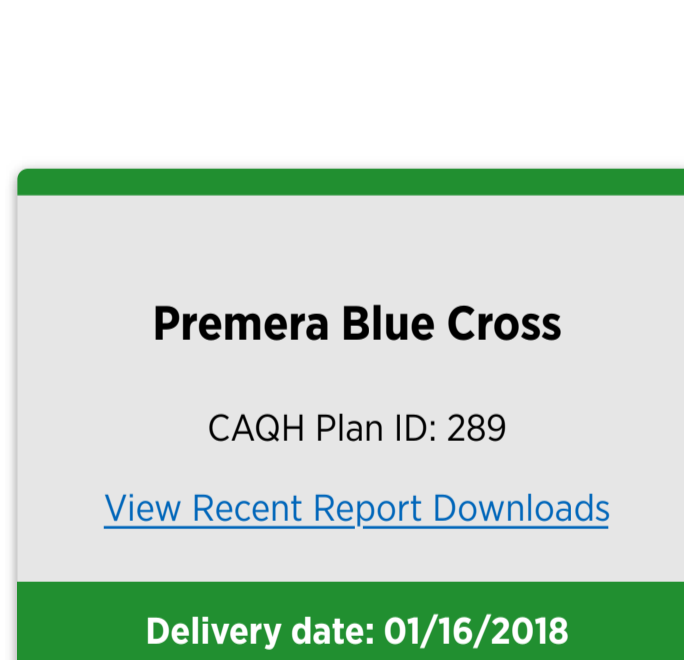 Premera Blue Cross
CAQH Plan ID: 289
View Recent Report Downloads
Delivery date: 01/16/2018